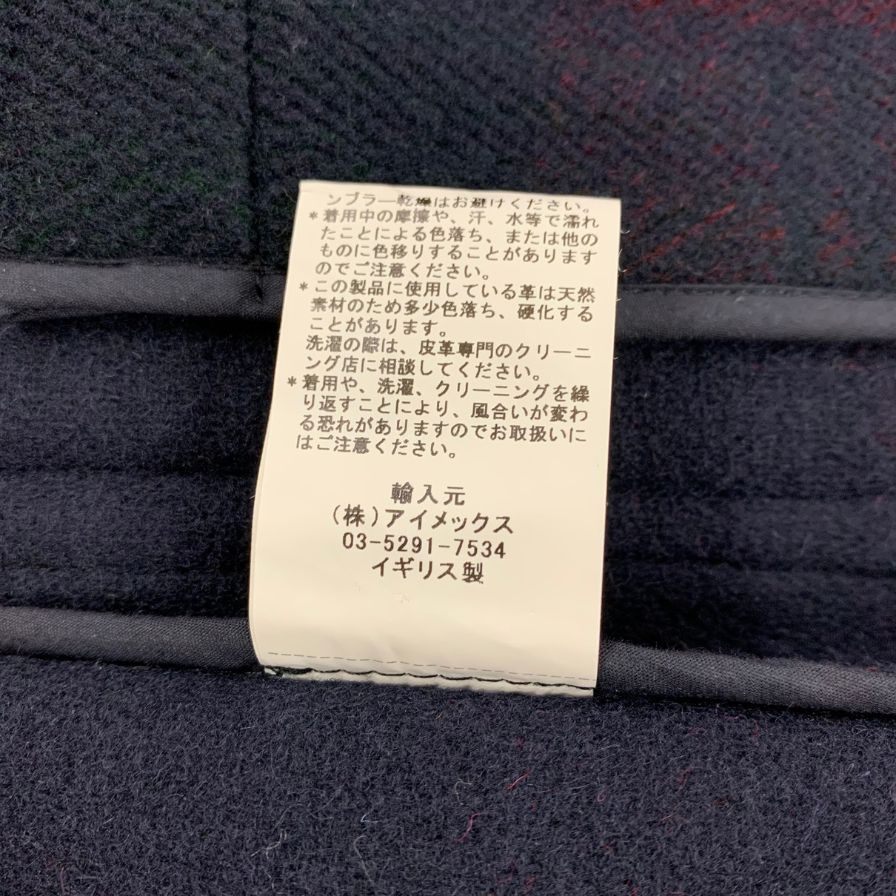 ンブラー乾燥はお避けください。
*着用中の摩擦や、汗、水等で濡れ
たことによる色落ち、または他の
ものに色移りすることがあります
のでご注意ください。
*この製品に使用している革は天然
素材のため多少色落ち、硬化する
ことがあります。
洗濯の際は、皮革専門のクリーニ
ング店に相談してください。
*着用や、洗濯、クリーニングを繰
り返すことにより、風合いが変わ
る恐れがありますのでお取扱いに
はご注意ください。
輸入元
(株)アイメックス
03-5291-7534
イギリス製